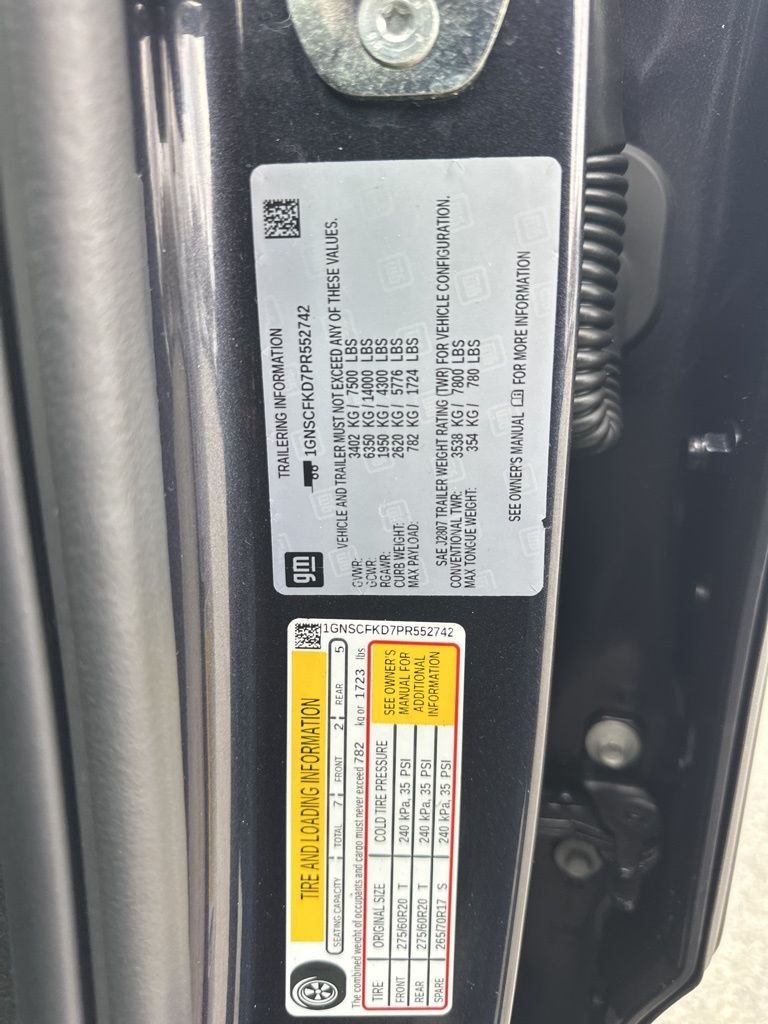 TRAILERING INFORMATION
1GNSCFKD7PR552742
gm
VEHICLE AND TRAILER MUST NOT EXCEED ANY OF THESE VALUES.
GVWR: 3402 KG / 7500 LBS
GCWR: 6350 KG / 14000 LBS
RGAWR: 1950 KG / 4300 LBS
CURB WEIGHT: 2620 KG / 5776 LBS
MAX PAYLOAD: 782 KG / 1724 LBS
SAE J2807 TRAILER WEIGHT RATING (TWR) FOR VEHICLE CONFIGURATION.
CONVENTIONAL TWR: 3538 KG / 7800 LBS
MAX TONGUE WEIGHT: 354 KG / 780 LBS
SEE OWNER'S MANUAL FOR MORE INFORMATION
TIRE AND LOADING INFORMATION
1GNSCFKD7PR552742
SEATING CAPACITY TOTAL 7 FRONT 2 REAR 5
The combined weight of occupants and cargo must never exceed 782 kg or 1723 lbs
TIRE ORIGINAL SIZE COLD TIRE PRESSURE
FRONT 275/60R20 T 240 kPa, 35 PSI
REAR 275/60R20 T 240 kPa, 35 PSI
SPARE 265/70R17 S 240 kPa, 35 PSI
SEE OWNER'S
MANUAL FOR
ADDITIONAL
INFORMATION